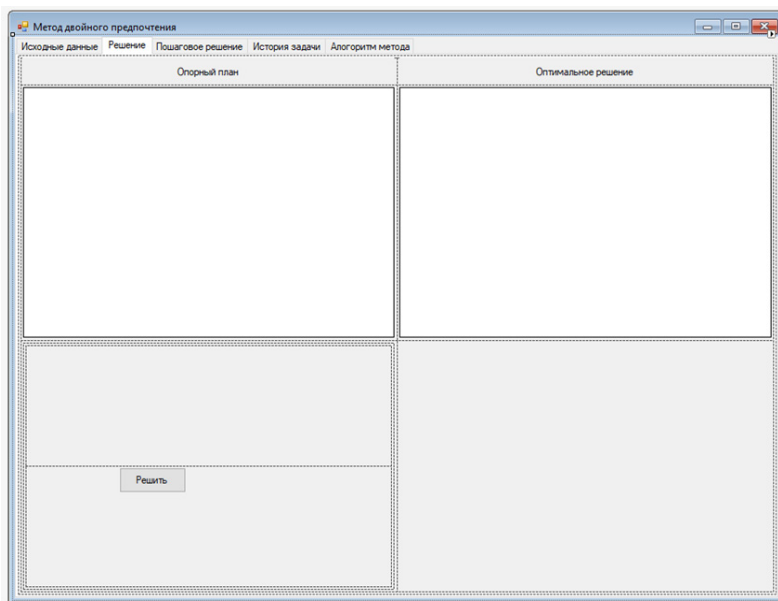 Метод двойного предпочтения
Исходные данные Решение Пошаговое решение История задачи Алогоритм метода
Опорный план Оптимальное решение
Решить